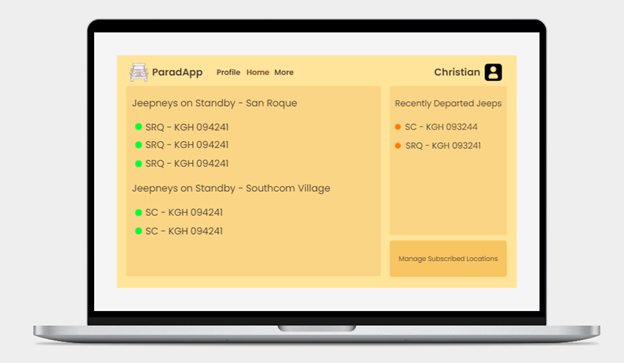 ParadApp
Profile Home More
Christian
Jeepneys on Standby - San Roque
SRQ - KGH 094241
SRQ - KGH 094241
SRQ - KGH 094241
Jeepneys on Standby - Southcom Village
SC - KGH 094241
SC - KGH 094241
Recently Departed Jeeps
SC - KGH 093244
SRQ - KGH 093241
Manage Subscribed Locations